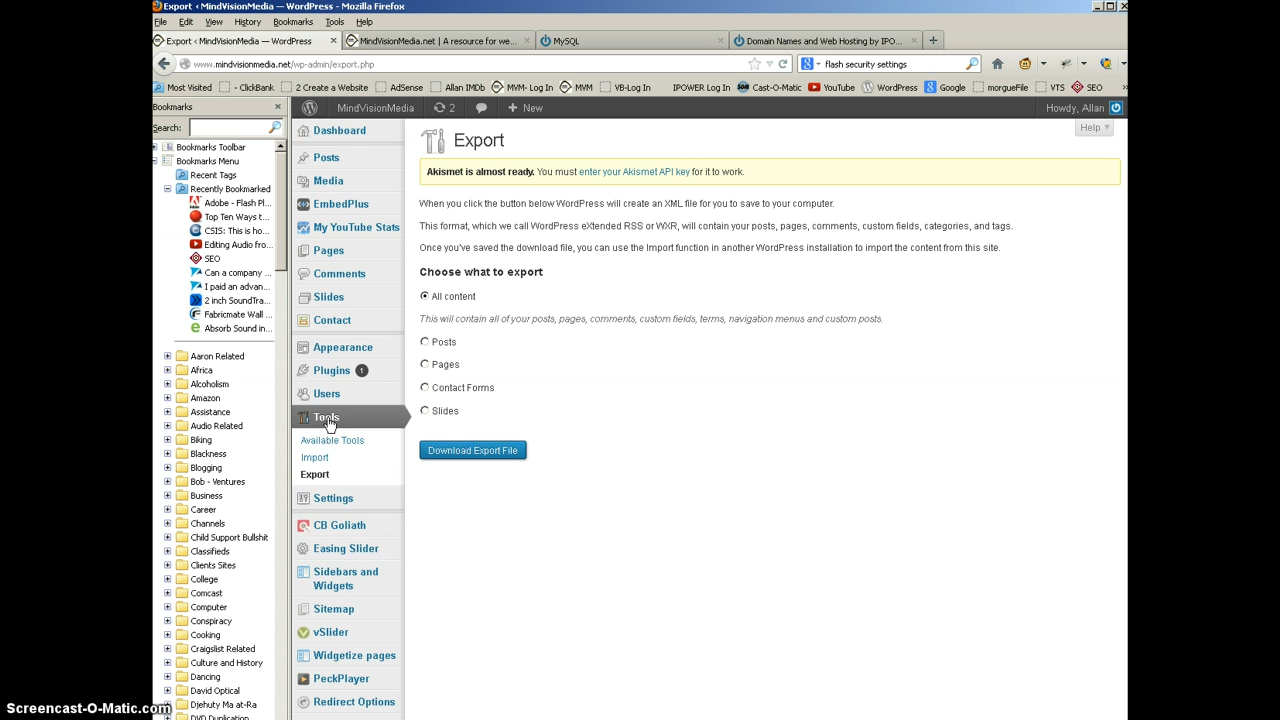 Export ‹ MindVisionMedia — WordPress - Mozilla Firefox
File Edit View History Bookmarks Tools Help
Export ‹ MindVisionMedia — WordPress × MindVisionMedia.net | A resource for we... × MySQL × Domain Names and Web Hosting by IPO... ×
www.mindvisionmedia.net/wp-admin/export.php flash security settings
Most Visited - ClickBank 2 Create a Website AdSense Allan IMDb MVM- Log In MVM VB-Log In IPOWER Log In Cast-O-Matic YouTube WordPress Google morgueFile VTS SEO »
Bookmarks ×
Search:
Bookmarks Toolbar
Bookmarks Menu
Recent Tags
Recently Bookmarked
Adobe - Flash Pl...
Top Ten Ways t...
CSIS: This is ho...
Editing Audio fro...
SEO
Can a company ...
I paid an advan...
2 inch SoundTra...
Fabricmate Wall ...
Absorb Sound in...
Aaron Related
Africa
Alcoholism
Amazon
Assistance
Audio Related
Biking
Blackness
Blogging
Bob - Ventures
Business
Career
Channels
Child Support Bullshit
Classifieds
Clients Sites
College
Comcast
Computer
Conspiracy
Cooking
Craigslist Related
Culture and History
Dancing
David Optical
Djehuty Ma at-Ra
DVD Duplication
MindVisionMedia 2 + New Howdy, Allan
Dashboard
Posts
Media
EmbedPlus
My YouTube Stats
Pages
Comments
Slides
Contact
Appearance
Plugins 1
Users
Tools
Available Tools
Import
Export
Settings
CB Goliath
Easing Slider
Sidebars and
Widgets
Sitemap
vSlider
Widgetize pages
PeckPlayer
Redirect Options
Help
Export
Akismet is almost ready. You must enter your Akismet API key for it to work.
When you click the button below WordPress will create an XML file for you to save to your computer.
This format, which we call WordPress eXtended RSS or WXR, will contain your posts, pages, comments, custom fields, categories, and tags.
Once you've saved the download file, you can use the Import function in another WordPress installation to import the content from this site.
Choose what to export
All content
This will contain all of your posts, pages, comments, custom fields, terms, navigation menus and custom posts.
Posts
Pages
Contact Forms
Slides
Download Export File
Screencast-O-Matic.com